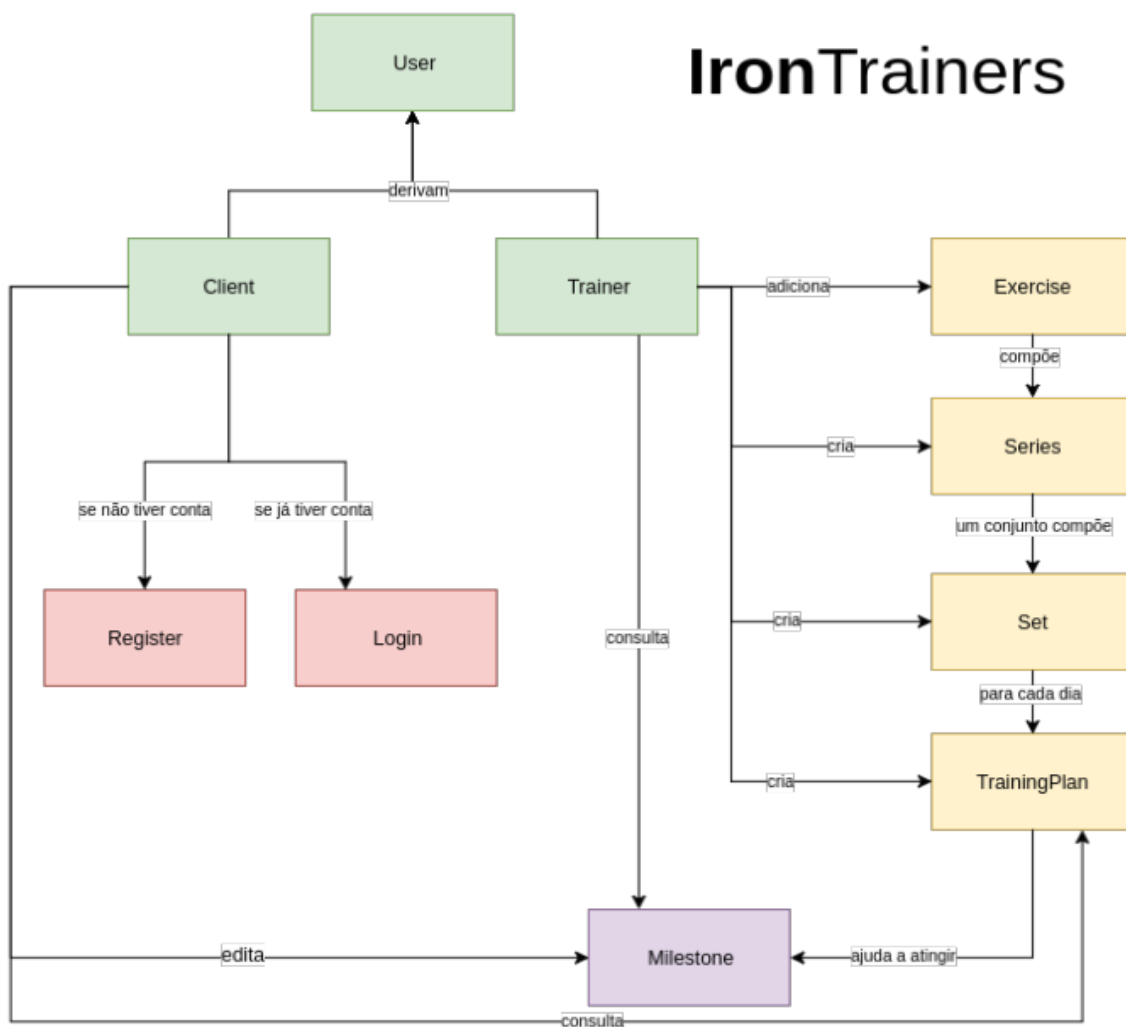 User
IronTrainers
derivam
Client
Trainer
adiciona
Exercise
compõe
cria
Series
se não tiver conta
se já tiver conta
um conjunto compõe
Register
Login
consulta
cria
Set
para cada dia
cria
TrainingPlan
edita
Milestone
ajuda a atingir
consulta